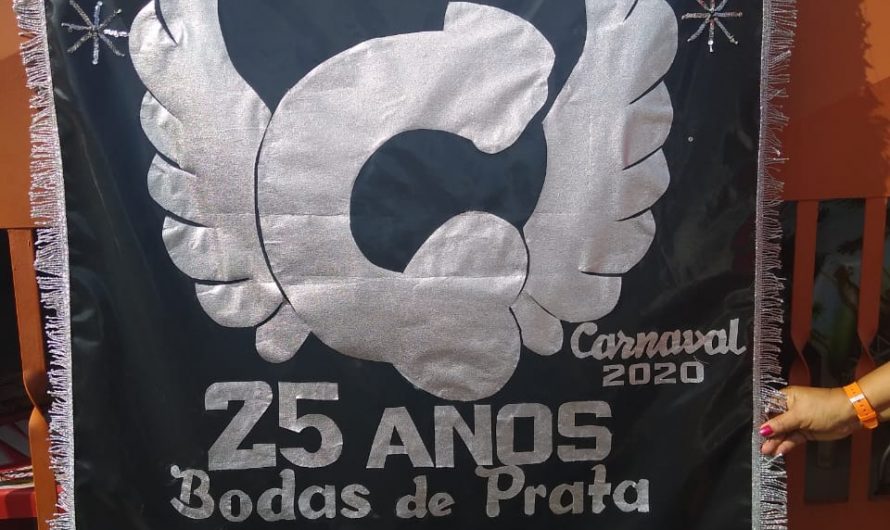 C
Carnaval
2020
25 ANOS
Bodas de Prata